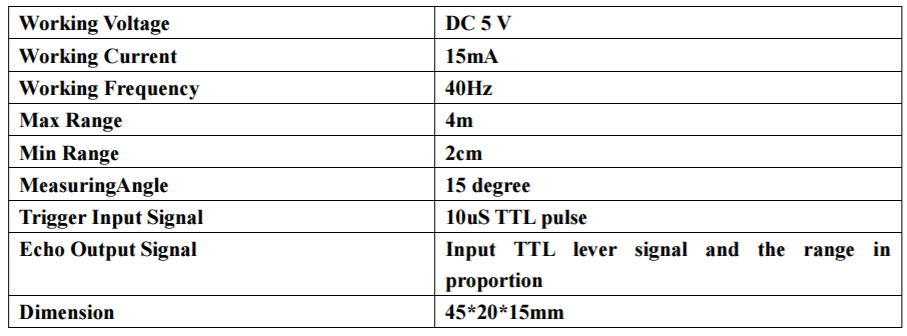 Working Voltage DC 5 V
Working Current 15mA
Working Frequency 40Hz
Max Range 4m
Min Range 2cm
MeasuringAngle 15 degree
Trigger Input Signal 10uS TTL pulse
Echo Output Signal Input TTL lever signal and the range in
proportion
Dimension 45*20*15mm